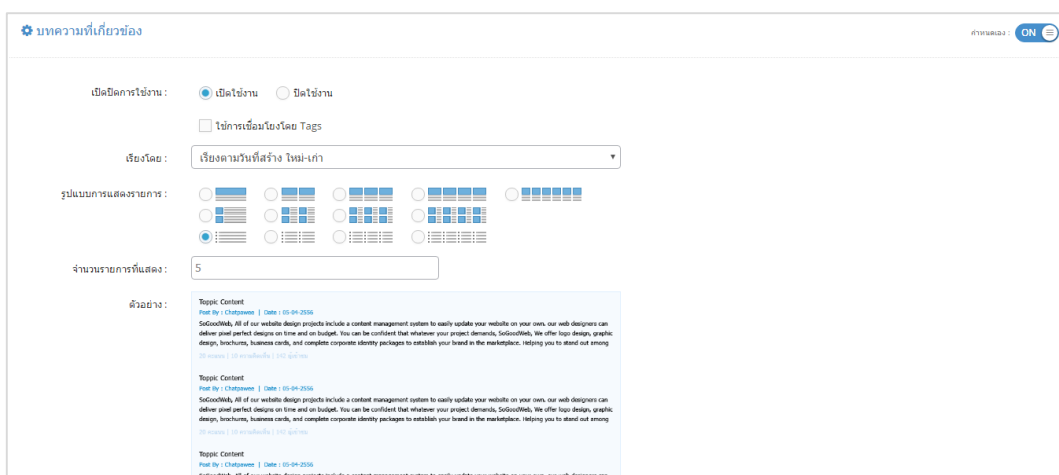 บทความที่เกี่ยวข้อง
กำหนดเอง : ON
เปิดปิดการใช้งาน : เปิดใช้งาน ปิดใช้งาน
ใช้การเชื่อมโยงโดย Tags
เรียงโดย : เรียงตามวันที่สร้าง ใหม่-เก่า
รูปแบบการแสดงรายการ :
จำนวนรายการที่แสดง : 5
ตัวอย่าง :
Toppic Content
Post By : Chatpawee | Date : 05-04-2556
SoGoodWeb, All of our website design projects include a content management system to easily update your website on your own. our web designers can
deliver pixel perfect designs on time and on budget. You can be confident that whatever your project demands, SoGoodWeb, We offer logo design, graphic
design, brochures, business cards, and complete corporate identity packages to establish your brand in the marketplace. Helping you to stand out among
Toppic Content
Post By : Chatpawee | Date : 05-04-2556
SoGoodWeb, All of our website design projects include a content management system to easily update your website on your own. our web designers can
deliver pixel perfect designs on time and on budget. You can be confident that whatever your project demands, SoGoodWeb, We offer logo design, graphic
design, brochures, business cards, and complete corporate identity packages to establish your brand in the marketplace. Helping you to stand out among
Toppic Content
Post By : Chatpawee | Date : 05-04-2556